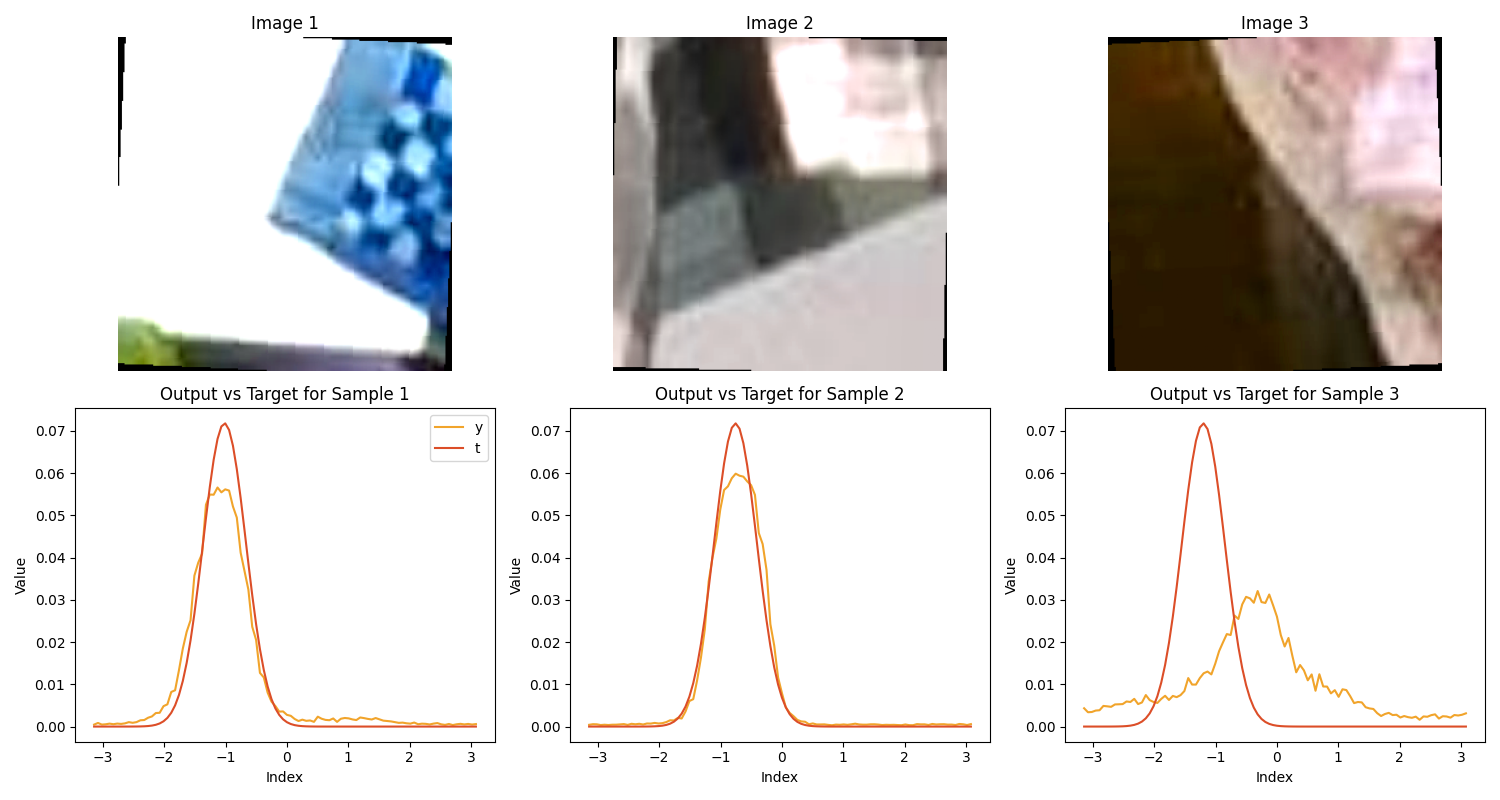 Image 1
Image 2
Image 3
Output vs Target for Sample 1
Output vs Target for Sample 2
Output vs Target for Sample 3
y
t
0.07
0.06
0.05
0.04
0.03
0.02
0.01
0.00
Value
−3 −2 −1 0 1 2 3
Index
0.07
0.06
0.05
0.04
0.03
0.02
0.01
0.00
Value
−3 −2 −1 0 1 2 3
Index
0.07
0.06
0.05
0.04
0.03
0.02
0.01
0.00
Value
−3 −2 −1 0 1 2 3
Index